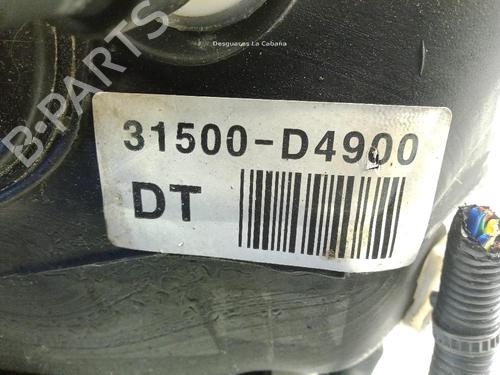 Desguaces La Cabaña
B-PARTS
31500-D4900
DT